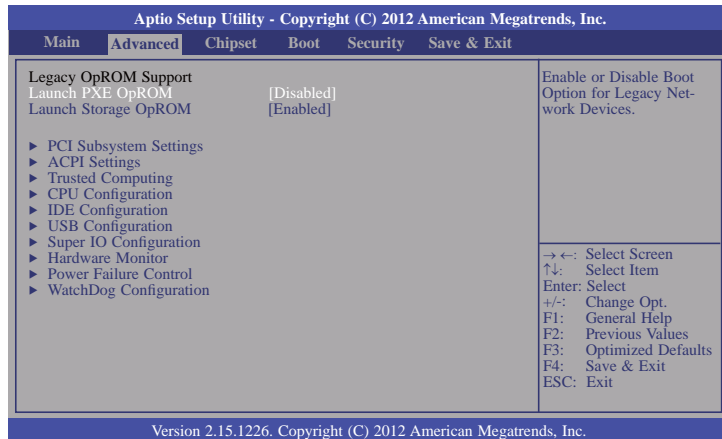 Aptio Setup Utility - Copyright (C) 2012 American Megatrends, Inc.
Main Advanced Chipset Boot Security Save & Exit
Legacy OpROM Support
Launch PXE OpROM [Disabled]
Launch Storage OpROM [Enabled]
► PCI Subsystem Settings
► ACPI Settings
► Trusted Computing
► CPU Configuration
► IDE Configuration
► USB Configuration
► Super IO Configuration
► Hardware Monitor
► Power Failure Control
► WatchDog Configuration
Enable or Disable Boot
Option for Legacy Net-
work Devices.
→ ←: Select Screen
↑↓: Select Item
Enter: Select
+/-: Change Opt.
F1: General Help
F2: Previous Values
F3: Optimized Defaults
F4: Save & Exit
ESC: Exit
Version 2.15.1226. Copyright (C) 2012 American Megatrends, Inc.